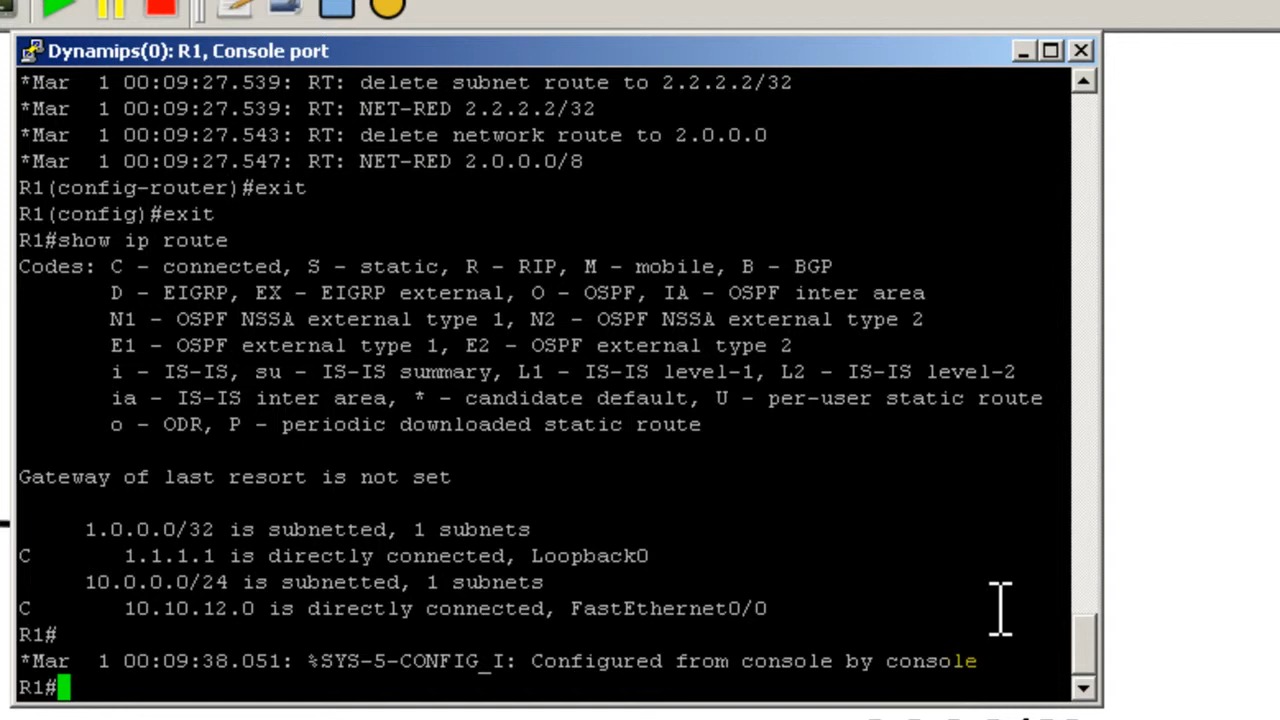 Dynamips(0): R1, Console port
*Mar  1 00:09:27.539: RT: delete subnet route to 2.2.2.2/32
*Mar  1 00:09:27.539: RT: NET-RED 2.2.2.2/32
*Mar  1 00:09:27.543: RT: delete network route to 2.0.0.0
*Mar  1 00:09:27.547: RT: NET-RED 2.0.0.0/8
R1(config-router)#exit
R1(config)#exit
R1#show ip route
Codes: C - connected, S - static, R - RIP, M - mobile, B - BGP
       D - EIGRP, EX - EIGRP external, O - OSPF, IA - OSPF inter area
       N1 - OSPF NSSA external type 1, N2 - OSPF NSSA external type 2
       E1 - OSPF external type 1, E2 - OSPF external type 2
       i - IS-IS, su - IS-IS summary, L1 - IS-IS level-1, L2 - IS-IS level-2
       ia - IS-IS inter area, * - candidate default, U - per-user static route
       o - ODR, P - periodic downloaded static route
Gateway of last resort is not set
     1.0.0.0/32 is subnetted, 1 subnets
C       1.1.1.1 is directly connected, Loopback0
     10.0.0.0/24 is subnetted, 1 subnets
C       10.10.12.0 is directly connected, FastEthernet0/0
R1#
*Mar  1 00:09:38.051: %SYS-5-CONFIG_I: Configured from console by console
R1#